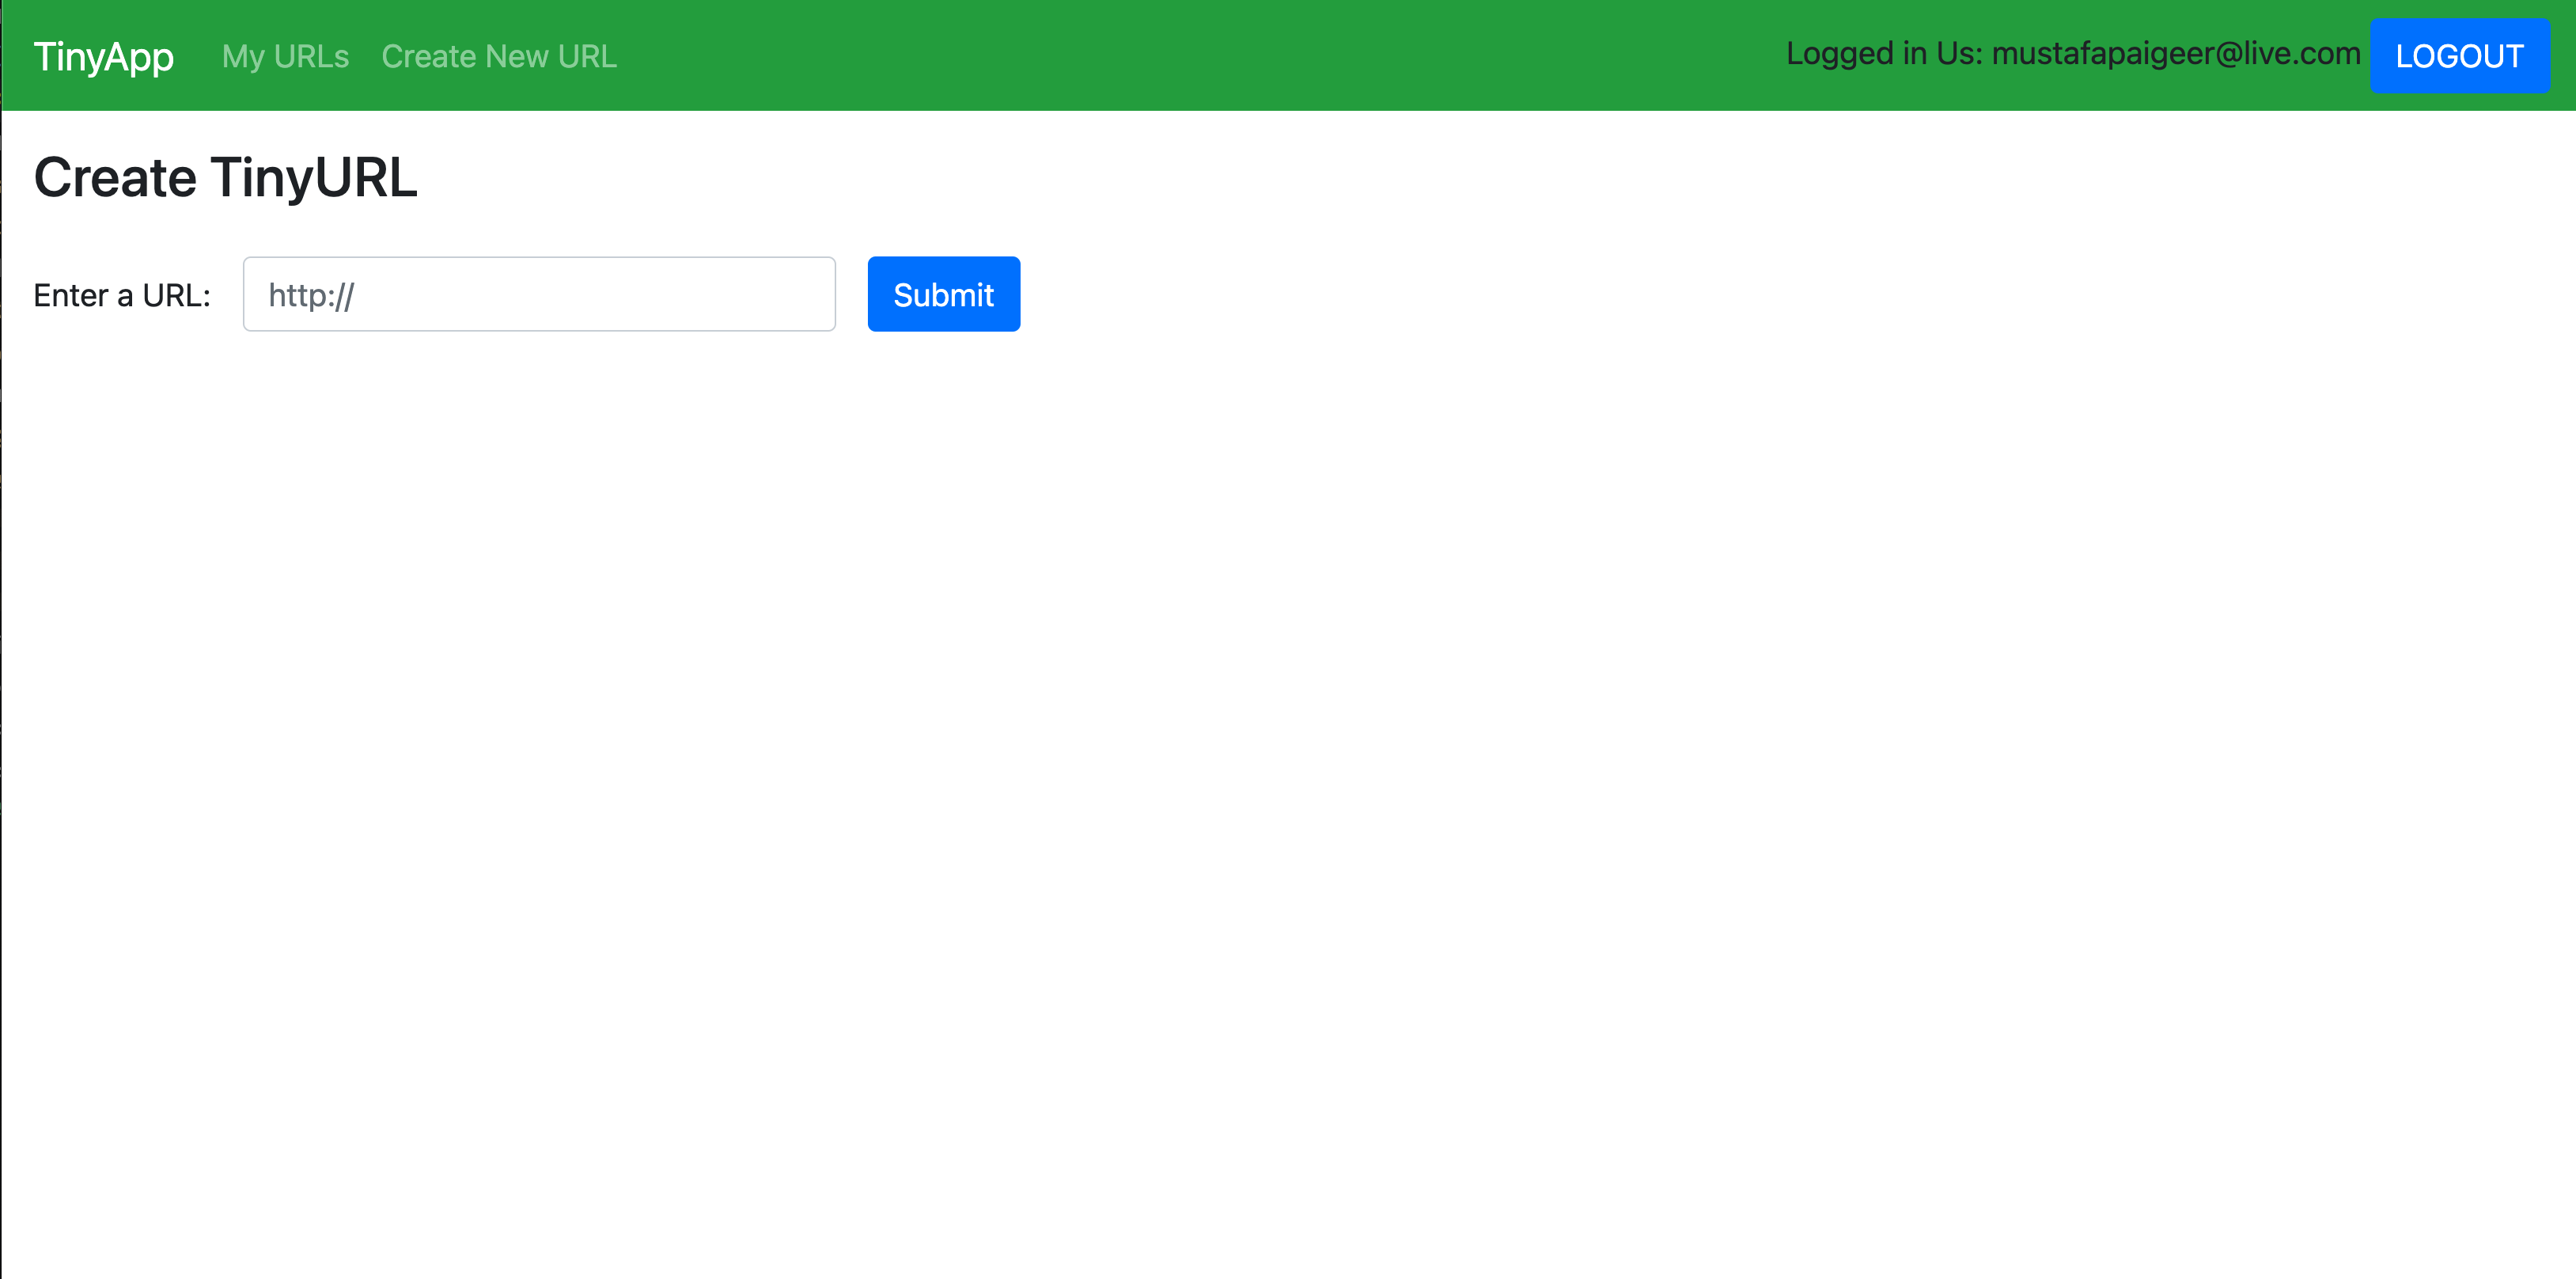 TinyApp My URLs Create New URL Logged in Us: mustafapaigeer@live.com LOGOUT
Create TinyURL
Enter a URL: http:// Submit